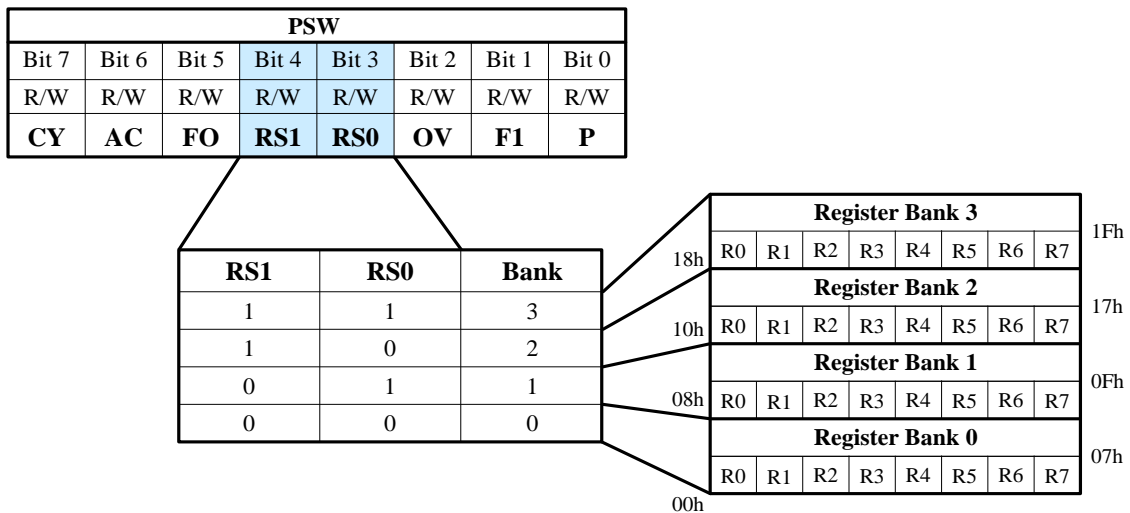 PSW
Bit 7 Bit 6 Bit 5 Bit 4 Bit 3 Bit 2 Bit 1 Bit 0
R/W R/W R/W R/W R/W R/W R/W R/W
CY AC FO RS1 RS0 OV F1 P
RS1 RS0 Bank
1 1 3
1 0 2
0 1 1
0 0 0
Register Bank 3
1Fh
18h R0 R1 R2 R3 R4 R5 R6 R7
Register Bank 2
17h
10h R0 R1 R2 R3 R4 R5 R6 R7
Register Bank 1
0Fh
08h R0 R1 R2 R3 R4 R5 R6 R7
Register Bank 0
07h
R0 R1 R2 R3 R4 R5 R6 R7
00h